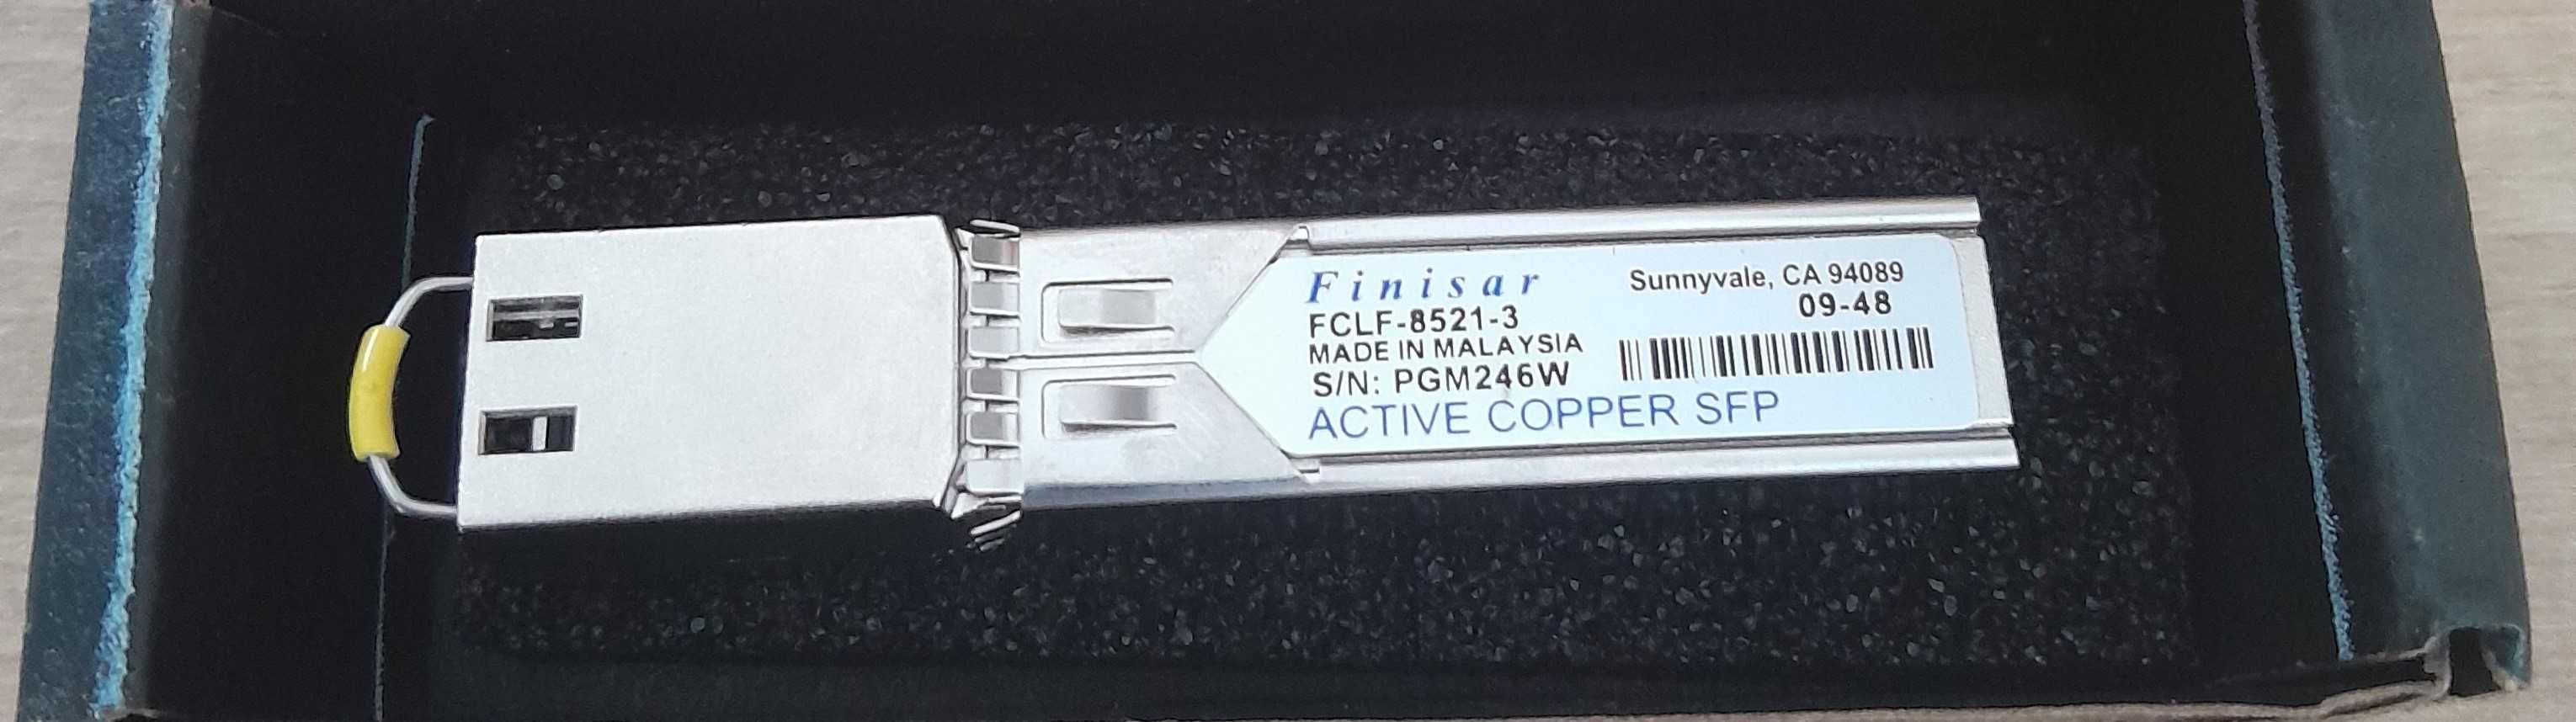 Finisar
FCLF-8521-3
MADE IN MALAYSIA
S/N: PGM246W
ACTIVE COPPER SFP
Sunnyvale, CA 94089
09-48